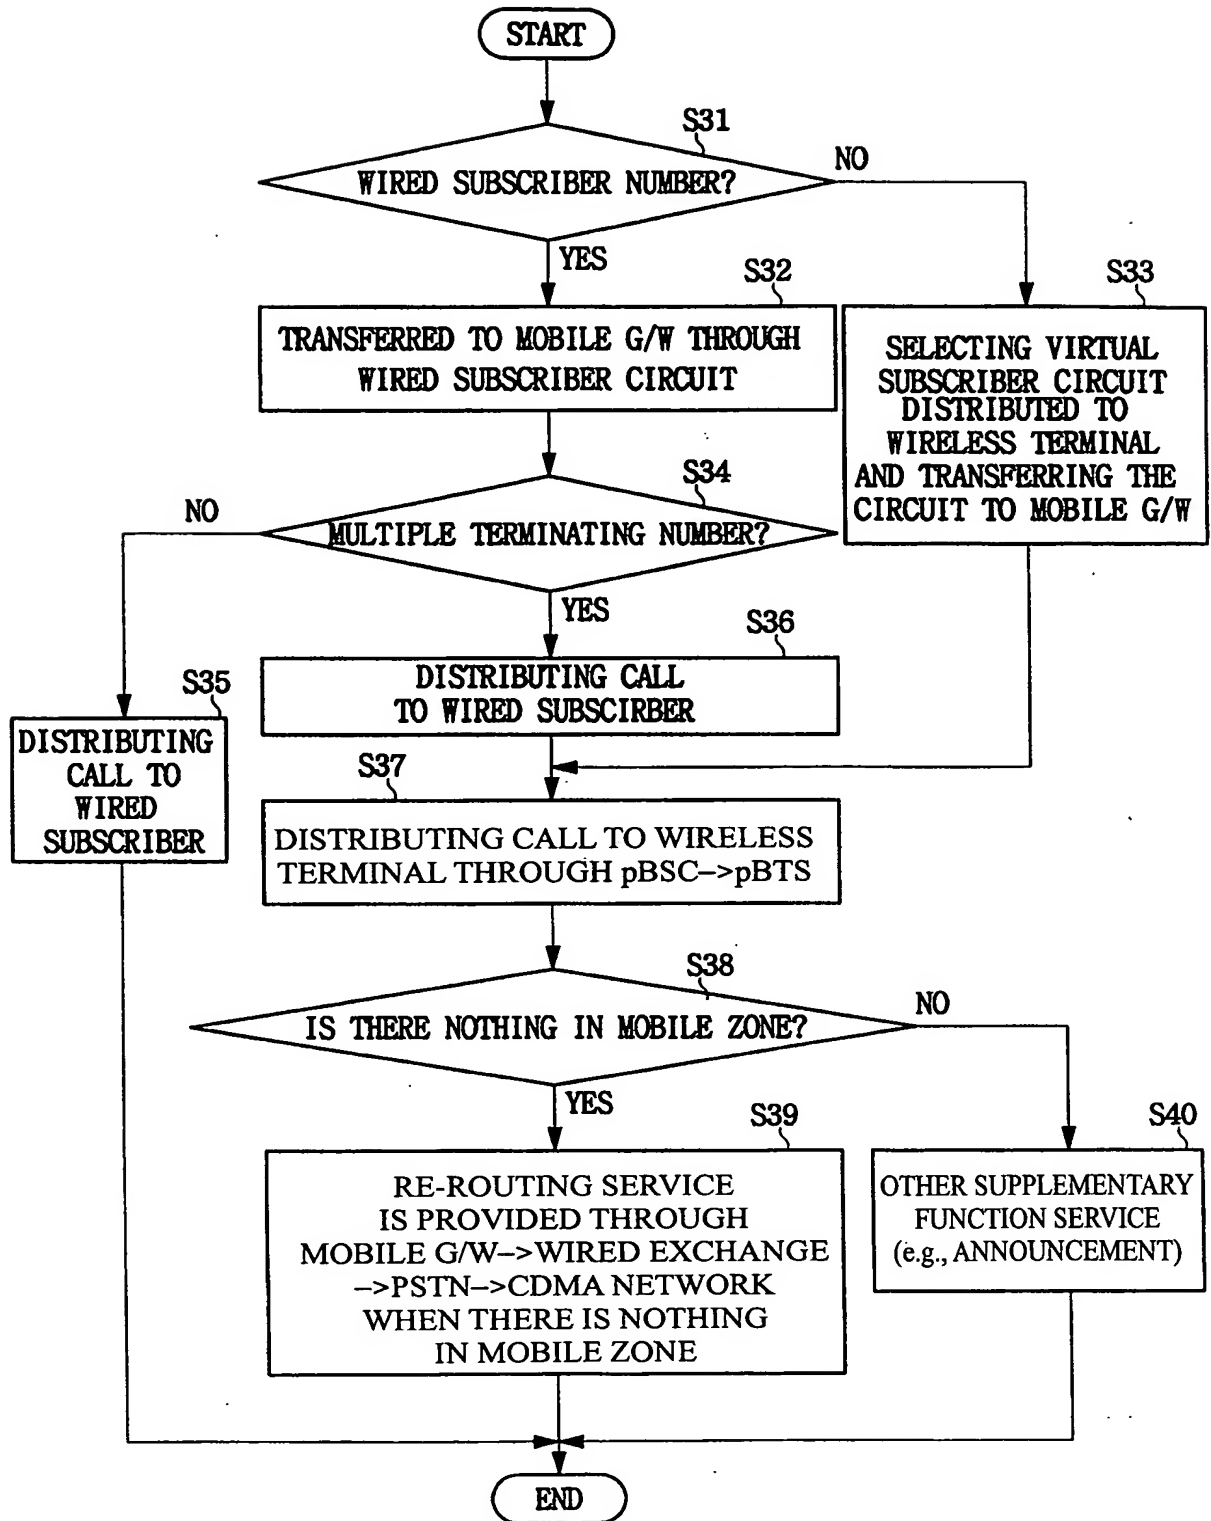 START
S31
WIRED SUBSCRIBER NUMBER?
NO
YES
S32
TRANSFERRED TO MOBILE G/W THROUGH
WIRED SUBSCRIBER CIRCUIT
S33
SELECTING VIRTUAL
SUBSCRIBER CIRCUIT
DISTRIBUTED TO
WIRELESS TERMINAL
AND TRANSFERRING THE
CIRCUIT TO MOBILE G/W
S34
MULTIPLE TERMINATING NUMBER?
NO
YES
S35
DISTRIBUTING
CALL TO
WIRED
SUBSCRIBER
S36
DISTRIBUTING CALL
TO WIRED SUBSCIRBER
S37
DISTRIBUTING CALL TO WIRELESS
TERMINAL THROUGH pBSC->pBTS
S38
IS THERE NOTHING IN MOBILE ZONE?
NO
YES
S39
RE-ROUTING SERVICE
IS PROVIDED THROUGH
MOBILE G/W->WIRED EXCHANGE
->PSTN->CDMA NETWORK
WHEN THERE IS NOTHING
IN MOBILE ZONE
S40
OTHER SUPPLEMENTARY
FUNCTION SERVICE
(e.g., ANNOUNCEMENT)
END